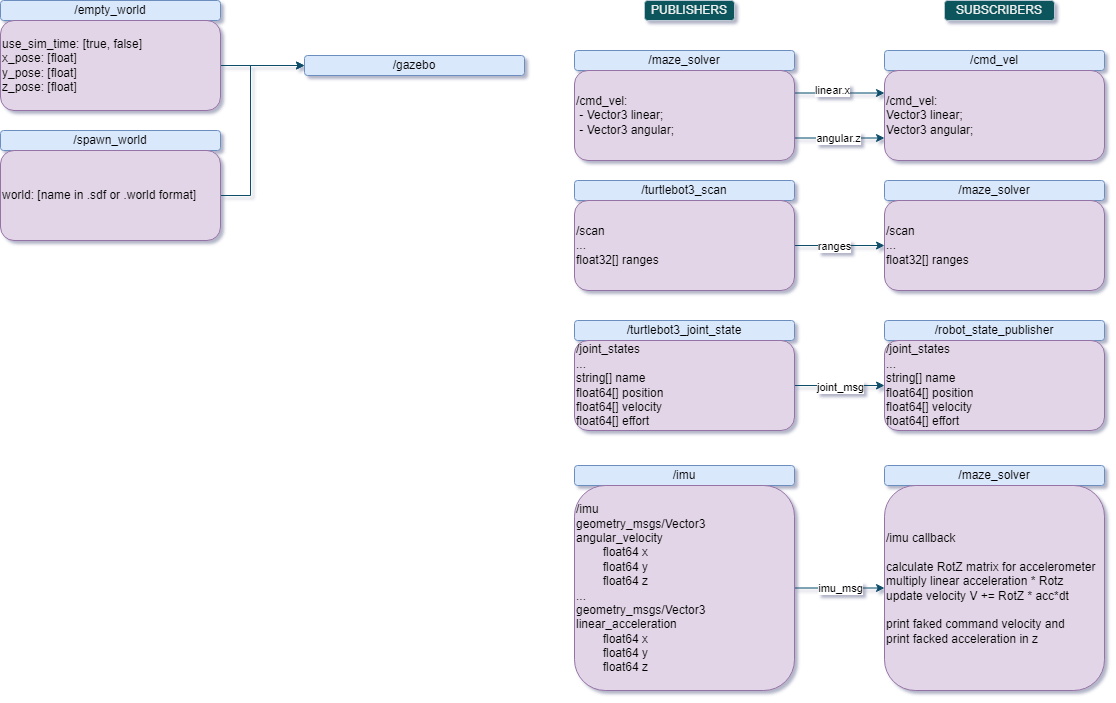 /empty_world
use_sim_time: [true, false]
x_pose: [float]
y_pose: [float]
z_pose: [float]
/spawn_world
world: [name in .sdf or .world format]
/gazebo
PUBLISHERS
SUBSCRIBERS
/maze_solver
/cmd_vel:
- Vector3 linear;
- Vector3 angular;
linear.x
angular.z
/cmd_vel
/cmd_vel:
Vector3 linear;
Vector3 angular;
/turtlebot3_scan
/scan
...
float32[] ranges
ranges
/maze_solver
/scan
...
float32[] ranges
/turtlebot3_joint_state
/joint_states
...
string[] name
float64[] position
float64[] velocity
float64[] effort
joint_msg
/robot_state_publisher
/joint_states
...
string[] name
float64[] position
float64[] velocity
float64[] effort
/imu
/imu
geometry_msgs/Vector3
angular_velocity
float64 x
float64 y
float64 z
...
geometry_msgs/Vector3
linear_acceleration
float64 x
float64 y
float64 z
imu_msg
/maze_solver
/imu callback
calculate RotZ matrix for accelerometer
multiply linear acceleration * Rotz
update velocity V += RotZ * acc*dt
print faked command velocity and
print facked acceleration in z